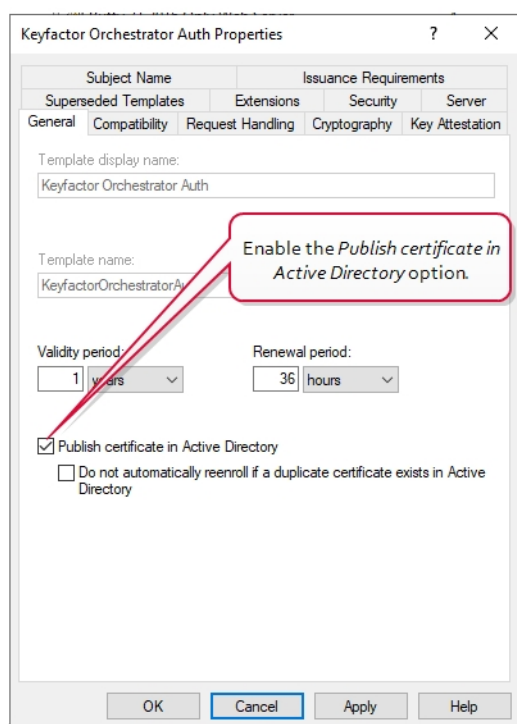 Keyfactor Orchestrator Auth Properties ?
Subject Name Issuance Requirements
Superseded Templates Extensions Security Server
General Compatibility Request Handling Cryptography Key Attestation
Template display name:
Keyfactor Orchestrator Auth
Enable the Publish certificate in
Active Directory option.
Template name:
KeyfactorOrchestratorA
Validity period: Renewal period:
1 years 36 hours
Publish certificate in Active Directory
Do not automatically reenroll if a duplicate certificate exists in Active
Directory
OK Cancel Apply Help